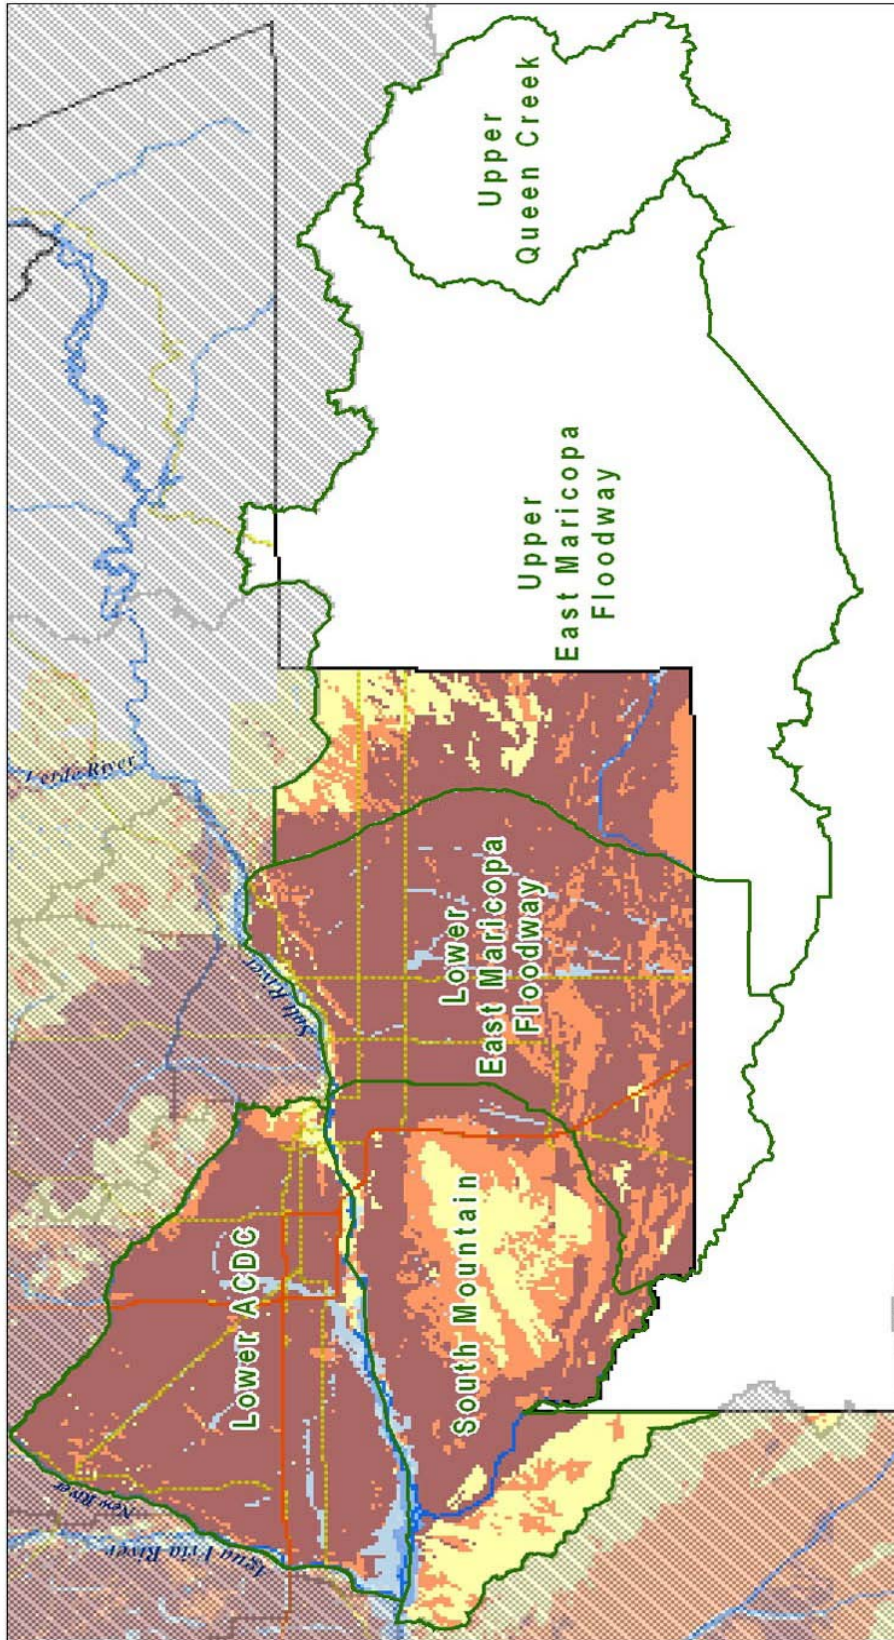 Upper
Queen Creek
Upper
East Maricopa
Floodway
Verde River
Lower
East Maricopa
Floodway
Salt River
Lower ACDC
South Mountain
New River
Agua Fria River